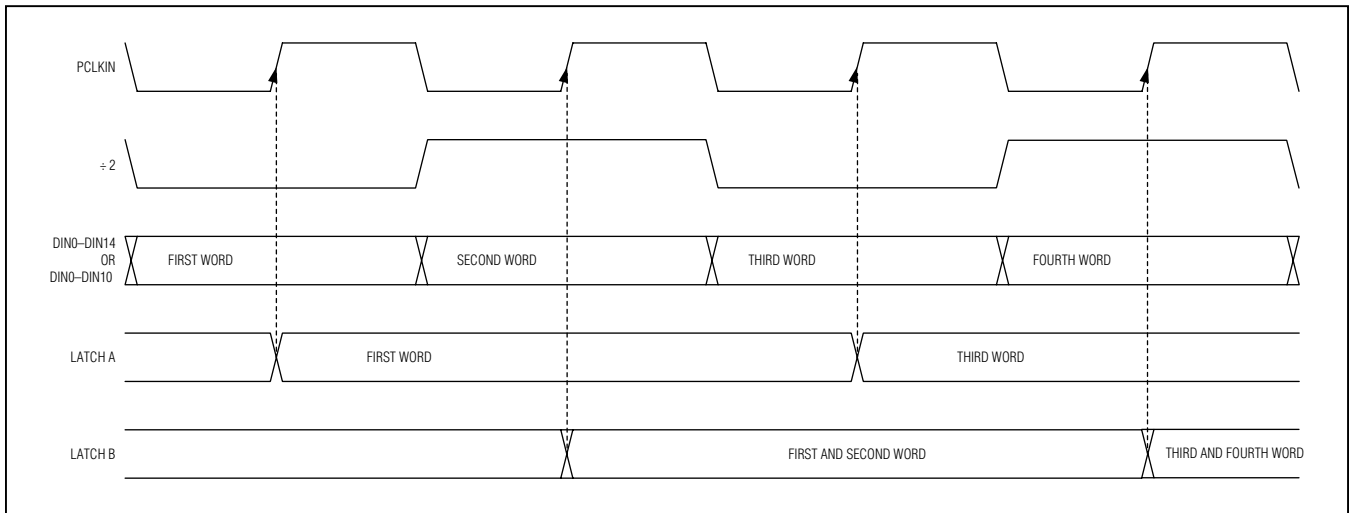 PCLKIN
÷ 2
DIN0–DIN14
OR
DIN0–DIN10
FIRST WORD
SECOND WORD
THIRD WORD
FOURTH WORD
LATCH A
FIRST WORD
THIRD WORD
LATCH B
FIRST AND SECOND WORD
THIRD AND FOURTH WORD